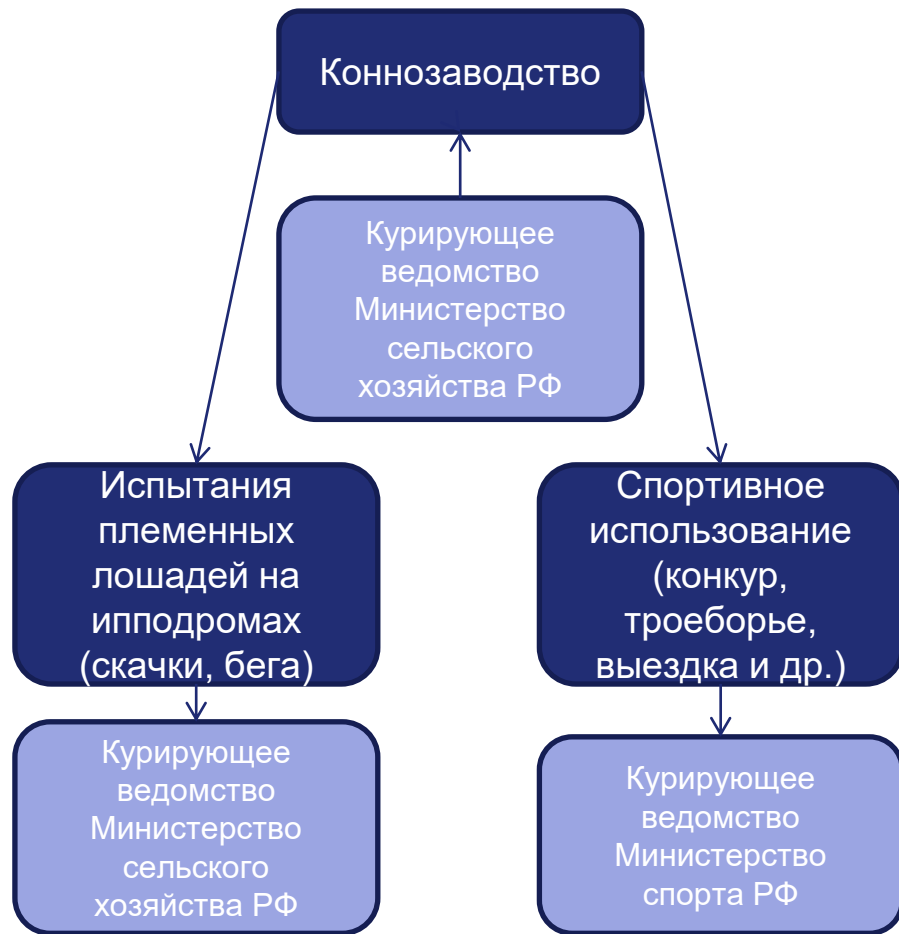 Коннозаводство
Курирующее
ведомство
Министерство
сельского
хозяйства РФ
Испытания
племенных
лошадей на
ипподромах
(скачки, бега)
Спортивное
использование
(конкур,
троеборье,
выездка и др.)
Курирующее
ведомство
Министерство
сельского
хозяйства РФ
Курирующее
ведомство
Министерство
спорта РФ